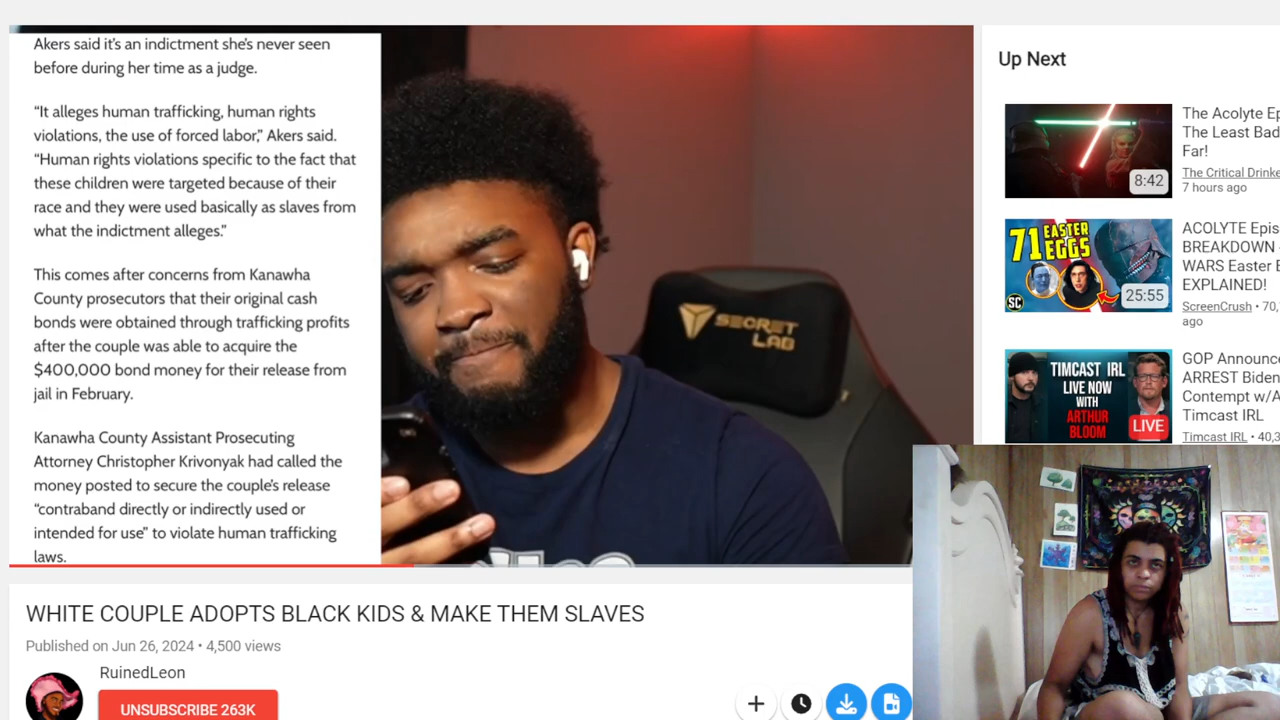 Akers said it's an indictment she's never seen
before during her time as a judge.
“It alleges human trafficking, human rights
violations, the use of forced labor,” Akers said.
“Human rights violations specific to the fact that
these children were targeted because of their
race and they were used basically as slaves from
what the indictment alleges.”
This comes after concerns from Kanawha
County prosecutors that their original cash
bonds were obtained through trafficking profits
after the couple was able to acquire the
$400,000 bond money for their release from
jail in February.
Kanawha County Assistant Prosecuting
Attorney Christopher Krivonyak had called the
money posted to secure the couple's release
“contraband directly or indirectly used or
intended for use” to violate human trafficking
laws.
SECRET
LAB
WHITE COUPLE ADOPTS BLACK KIDS & MAKE THEM SLAVES
Published on Jun 26, 2024 • 4,500 views
RuinedLeon
UNSUBSCRIBE 263K
Up Next
8:42
The Acolyte Ep
The Least Bad
Far!
The Critical Drinke
7 hours ago
71 EASTER
EGGS
SC
25:55
ACOLYTE Epis
BREAKDOWN
WARS Easter E
EXPLAINED!
ScreenCrush • 70,
ago
TIMCAST IRL
LIVE NOW
WITH
ARTHUR
BLOOM
LIVE
GOP Announce
ARREST Biden
Contempt w/A
Timcast IRL
Timcast IRL • 40,3